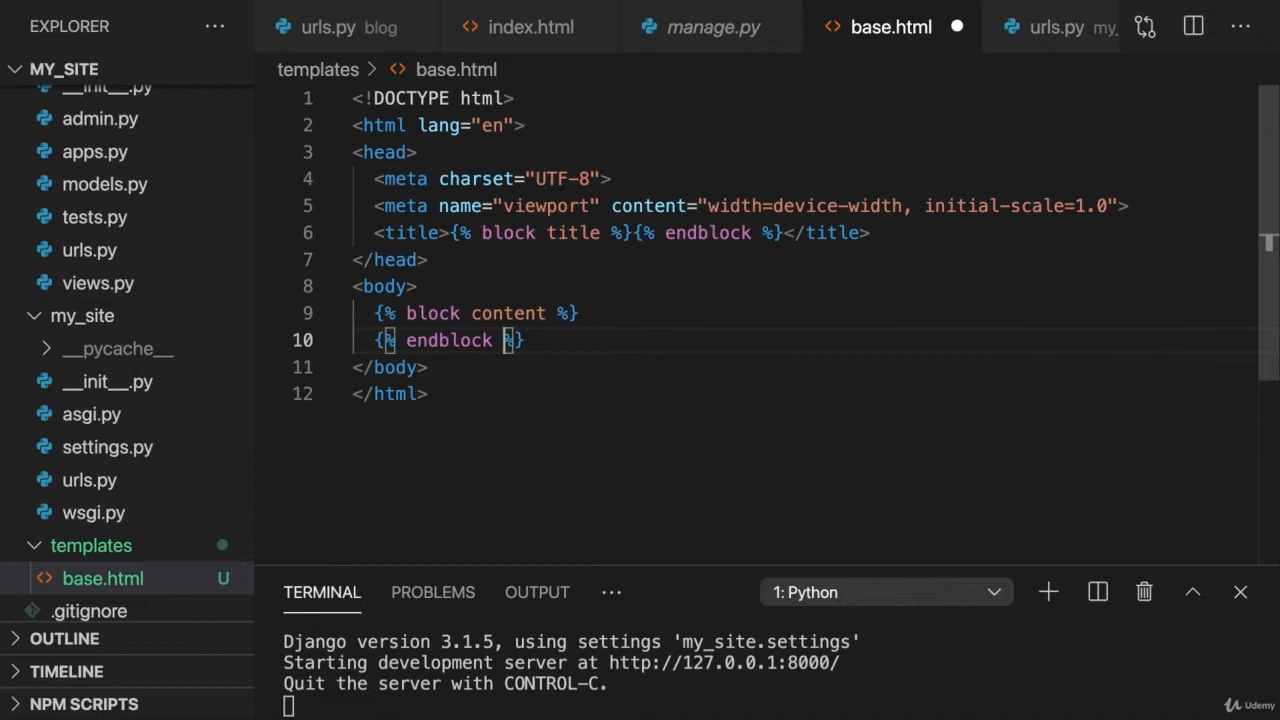 EXPLORER
urls.py blog
index.html
manage.py
base.html
urls.py my_
MY_SITE
templates > base.html
__init__.py
admin.py
apps.py
models.py
tests.py
urls.py
views.py
my_site
__pycache__
__init__.py
asgi.py
settings.py
urls.py
wsgi.py
templates
base.html U
.gitignore
OUTLINE
TIMELINE
NPM SCRIPTS
1 <!DOCTYPE html>
2 <html lang="en">
3 <head>
4 <meta charset="UTF-8">
5 <meta name="viewport" content="width=device-width, initial-scale=1.0">
6 <title>{% block title %}{% endblock %}</title>
7 </head>
8 <body>
9 {% block content %}
10 {% endblock %}
11 </body>
12 </html>
TERMINAL PROBLEMS OUTPUT
1: Python
Django version 3.1.5, using settings 'my_site.settings'
Starting development server at http://127.0.0.1:8000/
Quit the server with CONTROL-C.
Udemy